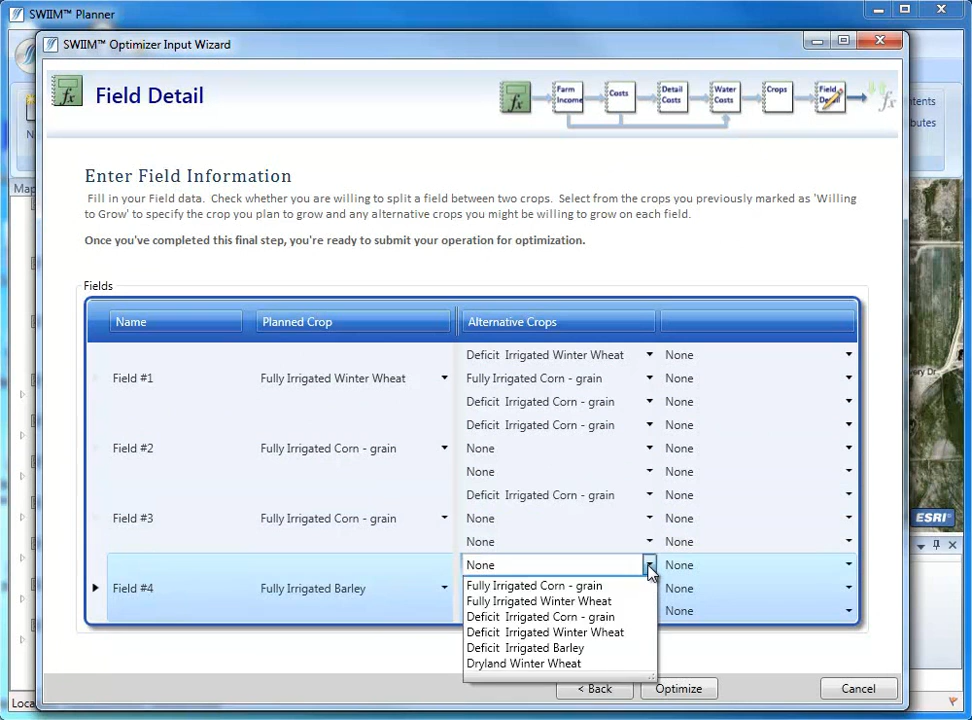 SWIIM™ Planner
SWIIM™ Optimizer Input Wizard
Field Detail
Farm Income
Costs
Detail Costs
Water Costs
Crops
Enter Field Information
Fill in your Field data. Check whether you are willing to split a field between two crops. Select from the crops you previously marked as 'Willing
to Grow' to specify the crop you plan to grow and any alternative crops you might be willing to grow on each field.
Once you've completed this final step, you're ready to submit your operation for optimization.
Fields
Name Planned Crop Alternative Crops
Deficit Irrigated Winter Wheat None
Field #1 Fully Irrigated Winter Wheat Fully Irrigated Corn - grain None
Deficit Irrigated Corn - grain None
Deficit Irrigated Corn - grain None
Field #2 Fully Irrigated Corn - grain None None
None None
Deficit Irrigated Corn - grain None
Field #3 Fully Irrigated Corn - grain None None
None None
None None
Field #4 Fully Irrigated Barley None
None
Fully Irrigated Corn - grain
Fully Irrigated Winter Wheat
Deficit Irrigated Corn - grain
Deficit Irrigated Winter Wheat
Deficit Irrigated Barley
Dryland Winter Wheat
< Back Optimize Cancel
ESRI